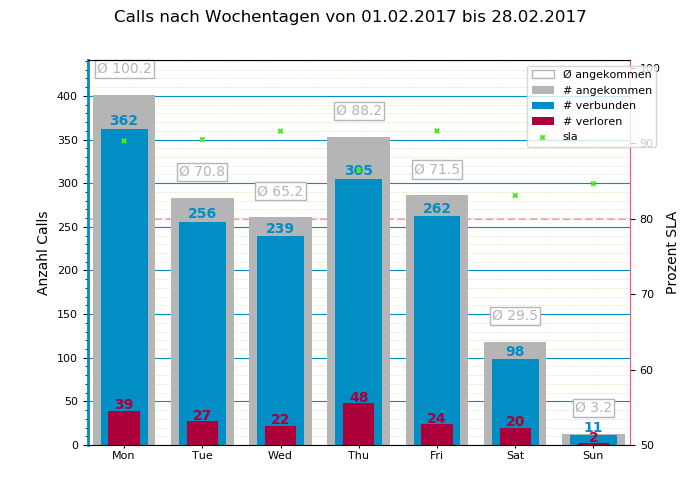 Calls nach Wochentagen von 01.02.2017 bis 28.02.2017
Ø 100.2
Ø 70.8
Ø 65.2
Ø 88.2
Ø 71.5
Ø 29.5
Ø 3.2
Ø angekommen
# angekommen
# verbunden
# verloren
sla
362
256
239
305
262
98
11
39
27
22
48
24
20
2
Anzahl Calls
400
350
300
250
200
150
100
50
0
Prozent SLA
100
90
80
70
60
50
Mon
Tue
Wed
Thu
Fri
Sat
Sun